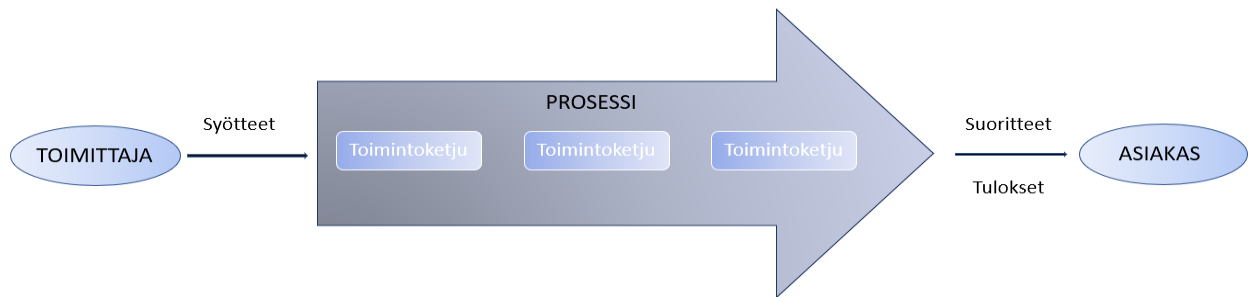 PROSESSI
Syötteet
Suoritteet
TOIMITTAJA
Toimintoketju
Toimintoketju
Toimintoketju
ASIAKAS
Tulokset